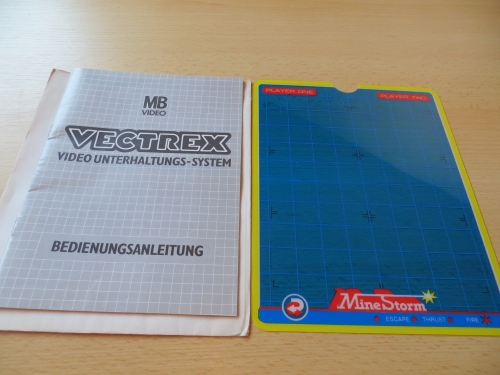 MB
VIDEO
VECTREX
VIDEO UNTERHALTUNGS-SYSTEM
BEDIENUNGSANLEITUNG
PLAYER ONE
PLAYER TWO
MineStorm
ESCAPE THRUST FIRE